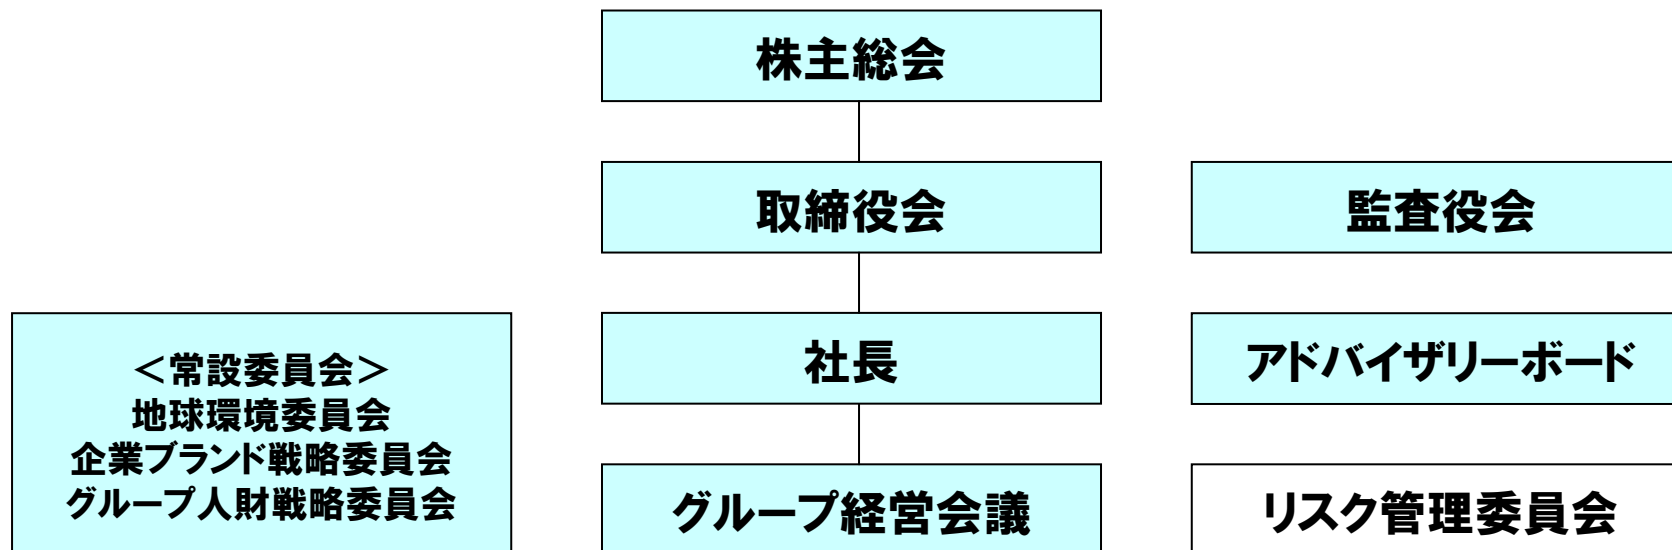 株主総会
取締役会
監査役会
社長
アドバイザリーボード
＜常設委員会＞
地球環境委員会
企業ブランド戦略委員会
グループ人財戦略委員会
グループ経営会議
リスク管理委員会